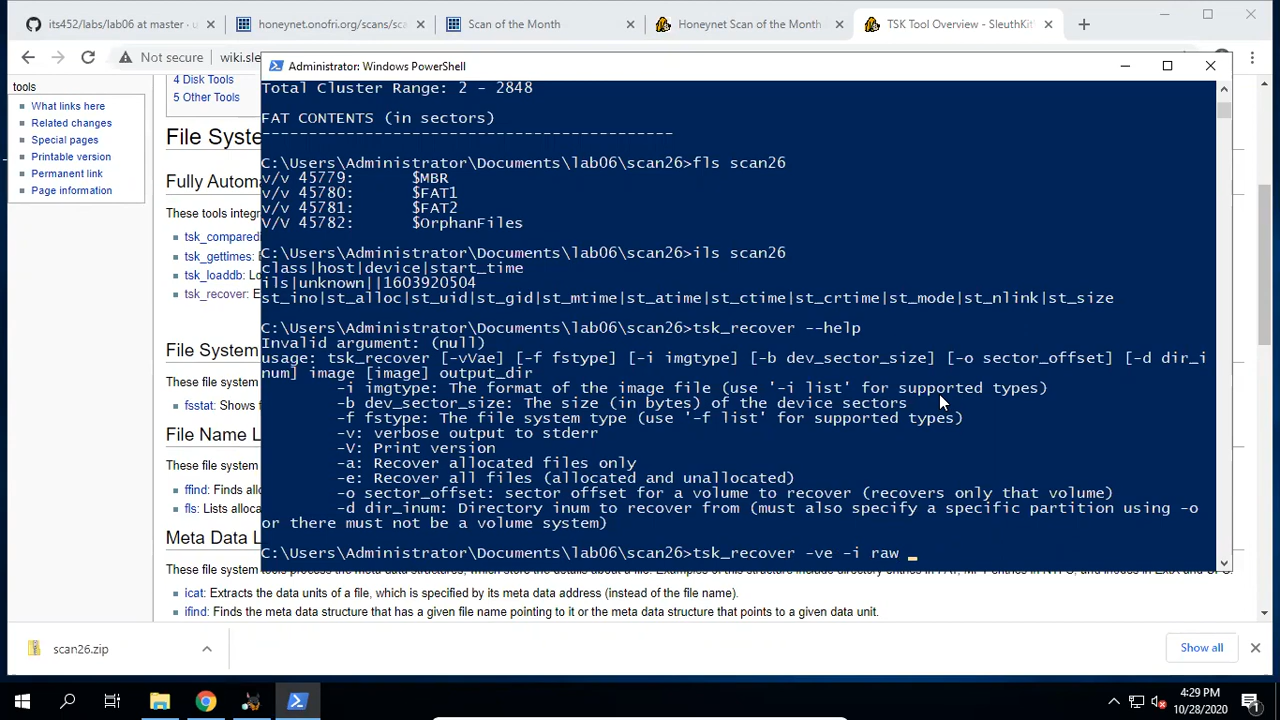 its452/labs/lab06 at master · u
honeynet.onofri.org/scans/sca
Scan of the Month
Honeynet Scan of the Month
TSK Tool Overview - SleuthKit
Not secure
wiki.sle
Administrator: Windows PowerShell
tools
What links here
Related changes
Special pages
Printable version
Permanent link
Page information
4 Disk Tools
5 Other Tools
File System
Fully Automa
These tools integr
tsk_comparedi
tsk_gettimes:
tsk_loaddb:
tsk_recover:
File System
These file system
fsstat: Shows f
File Name L
These file system
ffind: Finds allo
fls: Lists alloca
Meta Data L
Total Cluster Range: 2 - 2848
FAT CONTENTS (in sectors)
--------------------------------------------
C:\Users\Administrator\Documents\lab06\scan26>fls scan26
v/v 45779:       $MBR
v/v 45780:       $FAT1
v/v 45781:       $FAT2
V/V 45782:       $OrphanFiles
C:\Users\Administrator\Documents\lab06\scan26>ils scan26
class|host|device|start_time
ils|unknown||1603920504
st_ino|st_alloc|st_uid|st_gid|st_mtime|st_atime|st_ctime|st_crtime|st_mode|st_nlink|st_size
C:\Users\Administrator\Documents\lab06\scan26>tsk_recover --help
Invalid argument: (null)
usage: tsk_recover [-vVae] [-f fstype] [-i imgtype] [-b dev_sector_size] [-o sector_offset] [-d dir_i
num] image [image] output_dir
-i imgtype: The format of the image file (use '-i list' for supported types)
-b dev_sector_size: The size (in bytes) of the device sectors
-f fstype: The file system type (use '-f list' for supported types)
-v: verbose output to stderr
-V: Print version
-a: Recover allocated files only
-e: Recover all files (allocated and unallocated)
-o sector_offset: sector offset for a volume to recover (recovers only that volume)
-d dir_inum: Directory inum to recover from (must also specify a specific partition using -o
or there must not be a volume system)
C:\Users\Administrator\Documents\lab06\scan26>tsk_recover -ve -i raw _
icat: Extracts the data units of a file, which is specified by its meta data address (instead of the file name).
ifind: Finds the meta data structure that has a given file name pointing to it or the meta data structure that points to a given data unit.
scan26.zip
Show all
4:29 PM
10/28/2020